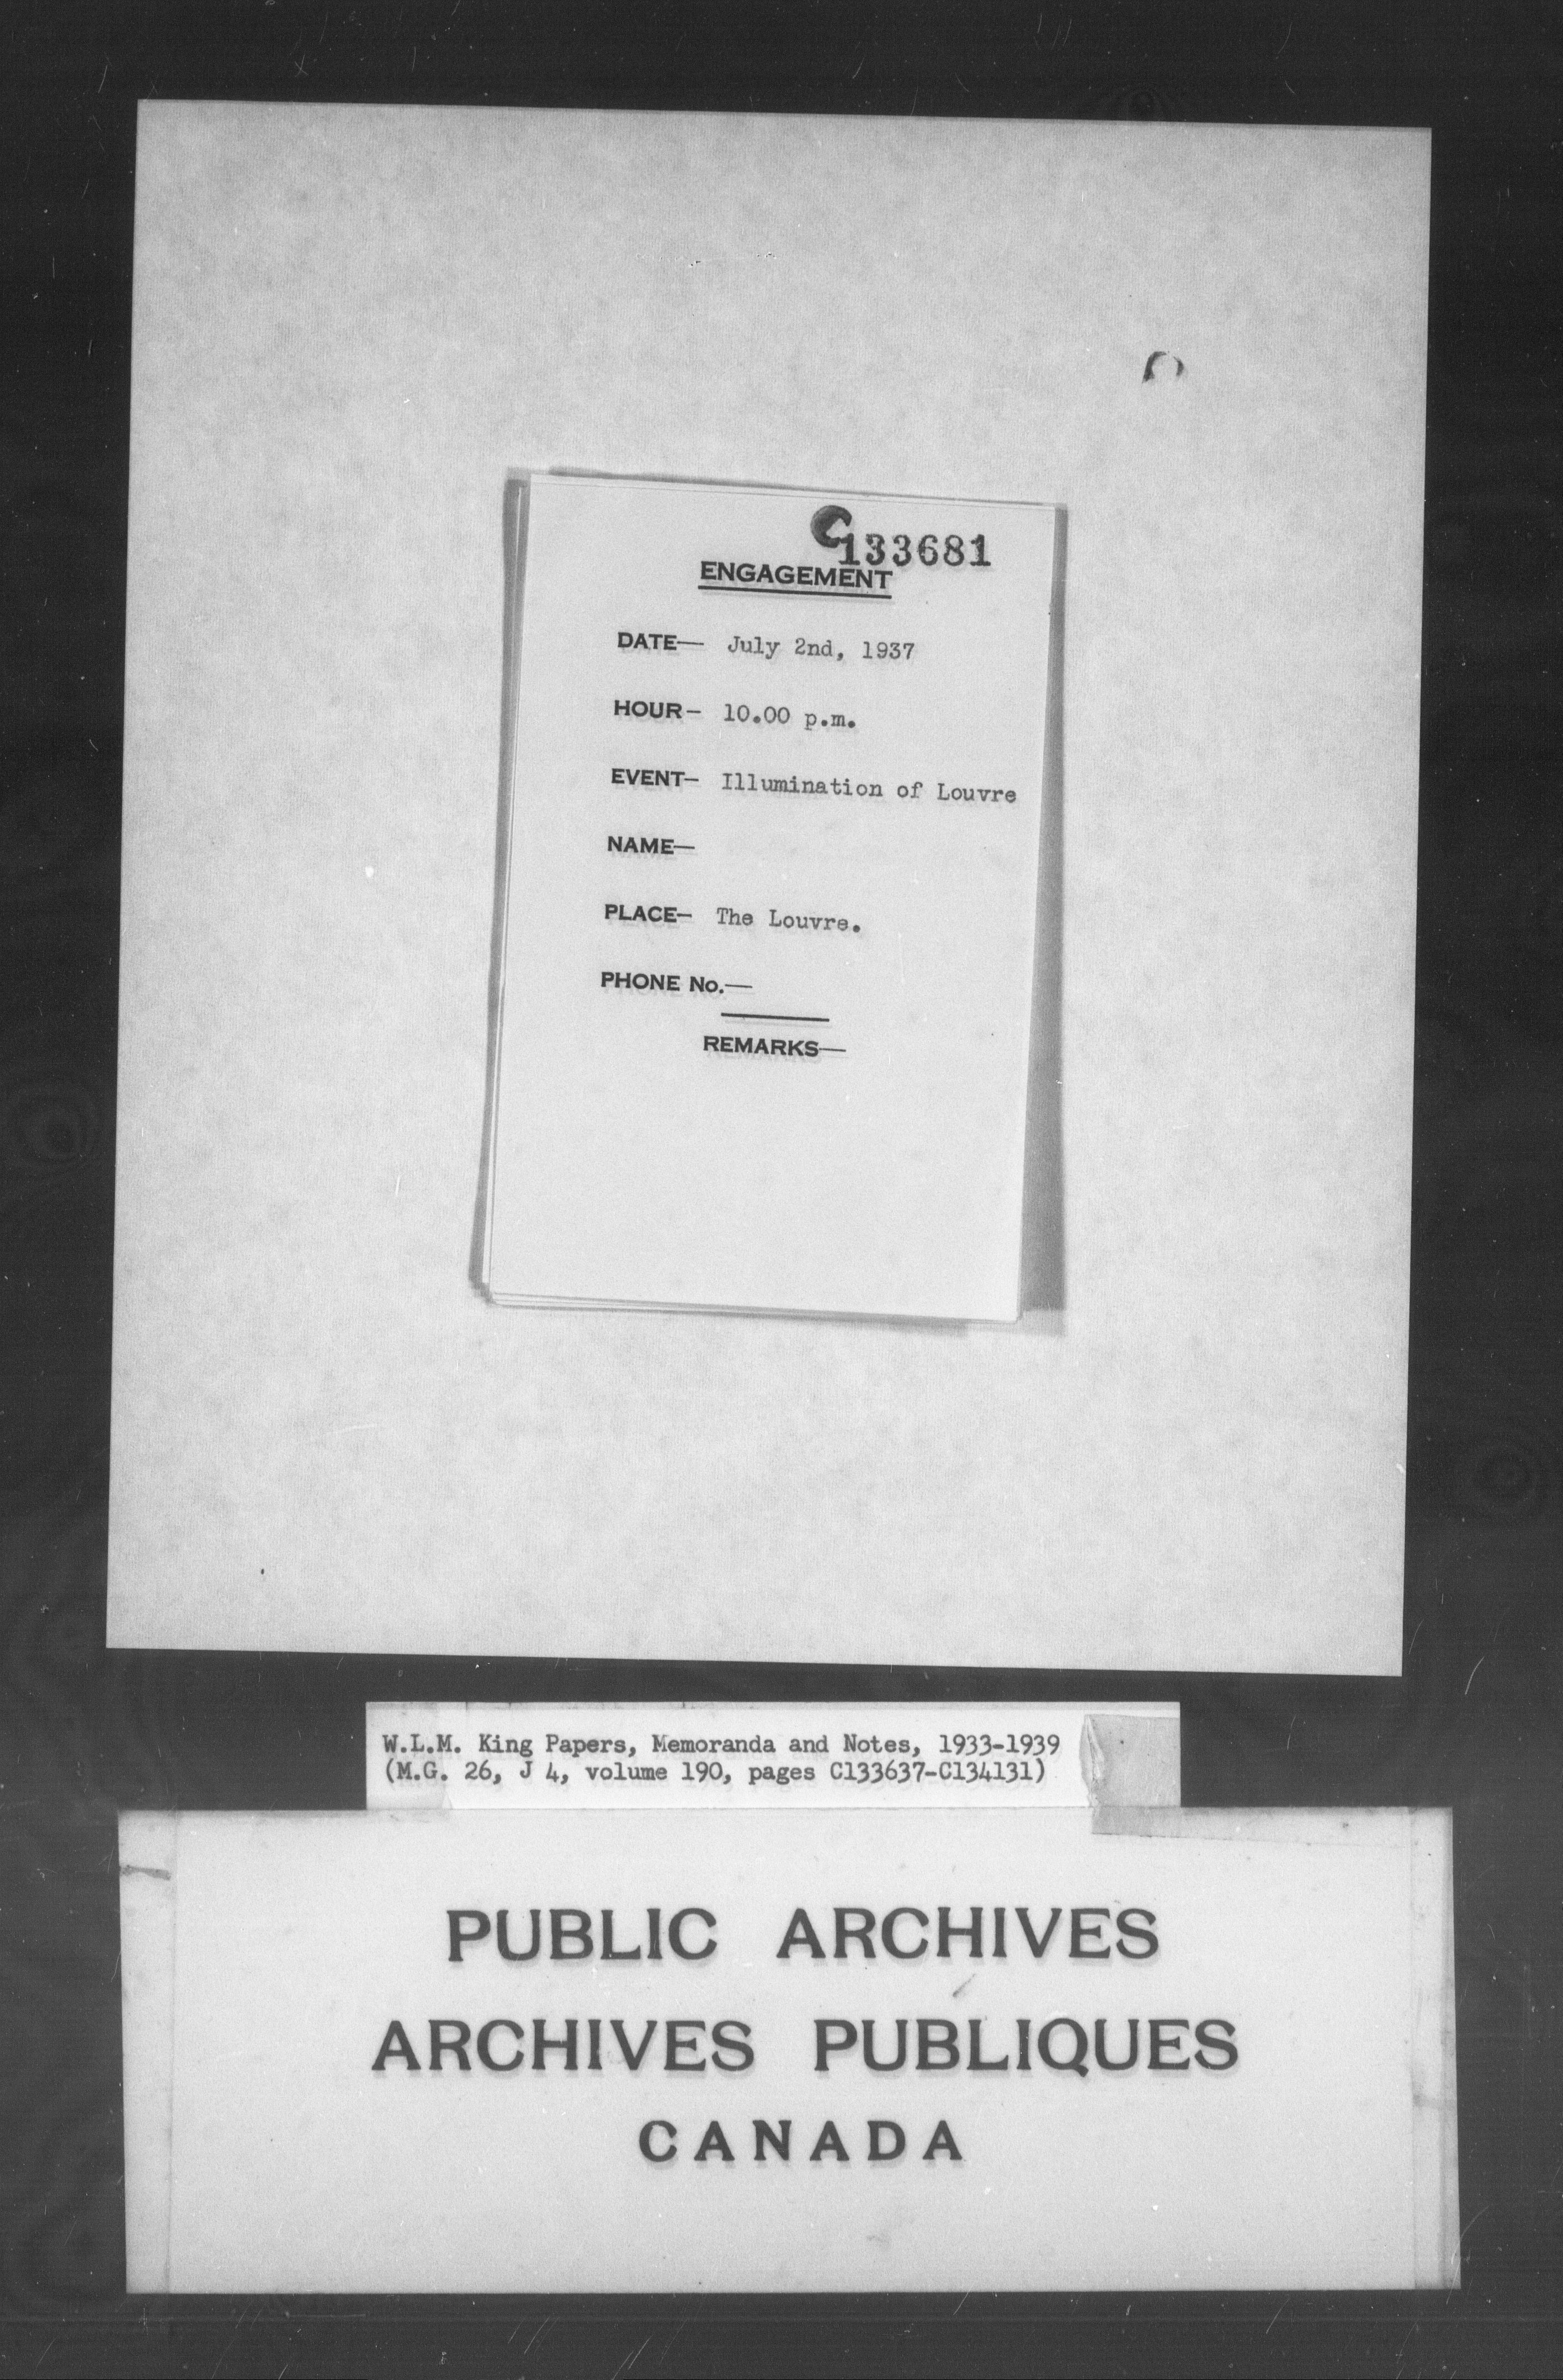 C133681
ENGAGEMENT
DATE— July 2nd, 1937
HOUR— 10.00 p.m.
EVENT— Illumination of Louvre
NAME—
PLACE— The Louvre.
PHONE No.—
REMARKS—
W.L.M. King Papers, Memoranda and Notes, 1933-1939
(M.G. 26, J 4, volume 190, pages C133637-C134131)
PUBLIC ARCHIVES
ARCHIVES PUBLIQUES
CANADA